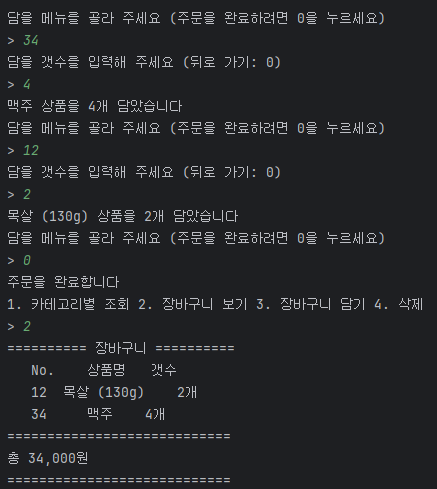 담을 메뉴를 골라 주세요 (주문을 완료하려면 0을 누르세요)
> 34
담을 갯수를 입력해 주세요 (뒤로 가기: 0)
> 4
맥주 상품을 4개 담았습니다
담을 메뉴를 골라 주세요 (주문을 완료하려면 0을 누르세요)
> 12
담을 갯수를 입력해 주세요 (뒤로 가기: 0)
> 2
목살 (130g) 상품을 2개 담았습니다
담을 메뉴를 골라 주세요 (주문을 완료하려면 0을 누르세요)
> 0
주문을 완료합니다
1. 카테고리별 조회 2. 장바구니 보기 3. 장바구니 담기 4. 삭제
> 2
========== 장바구니 ==========
No. 상품명 갯수
12 목살 (130g) 2개
34 맥주 4개
============================
총 34,000원
============================